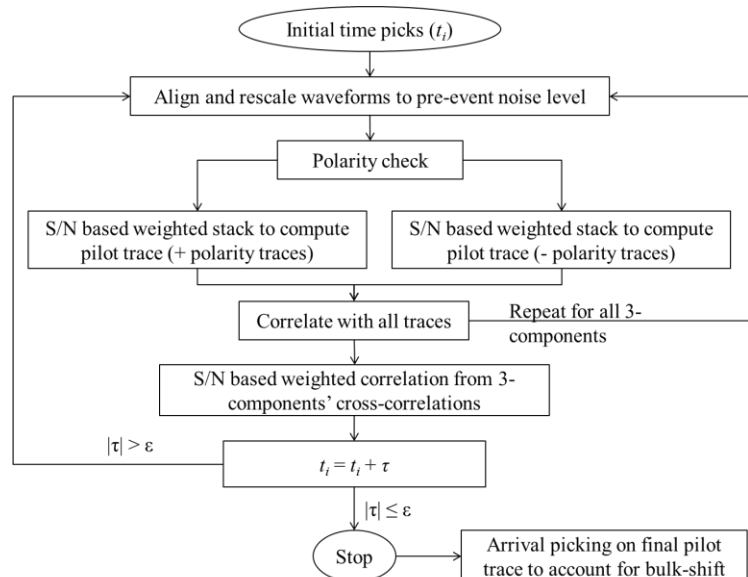 Initial time picks (tᵢ)
Align and rescale waveforms to pre-event noise level
Polarity check
S/N based weighted stack to compute
pilot trace (+ polarity traces)
S/N based weighted stack to compute
pilot trace (- polarity traces)
Correlate with all traces
Repeat for all 3-
components
S/N based weighted correlation from 3-
components' cross-correlations
|τ| > ε
tᵢ = tᵢ + τ
|τ| ≤ ε
Stop
Arrival picking on final pilot
trace to account for bulk-shift